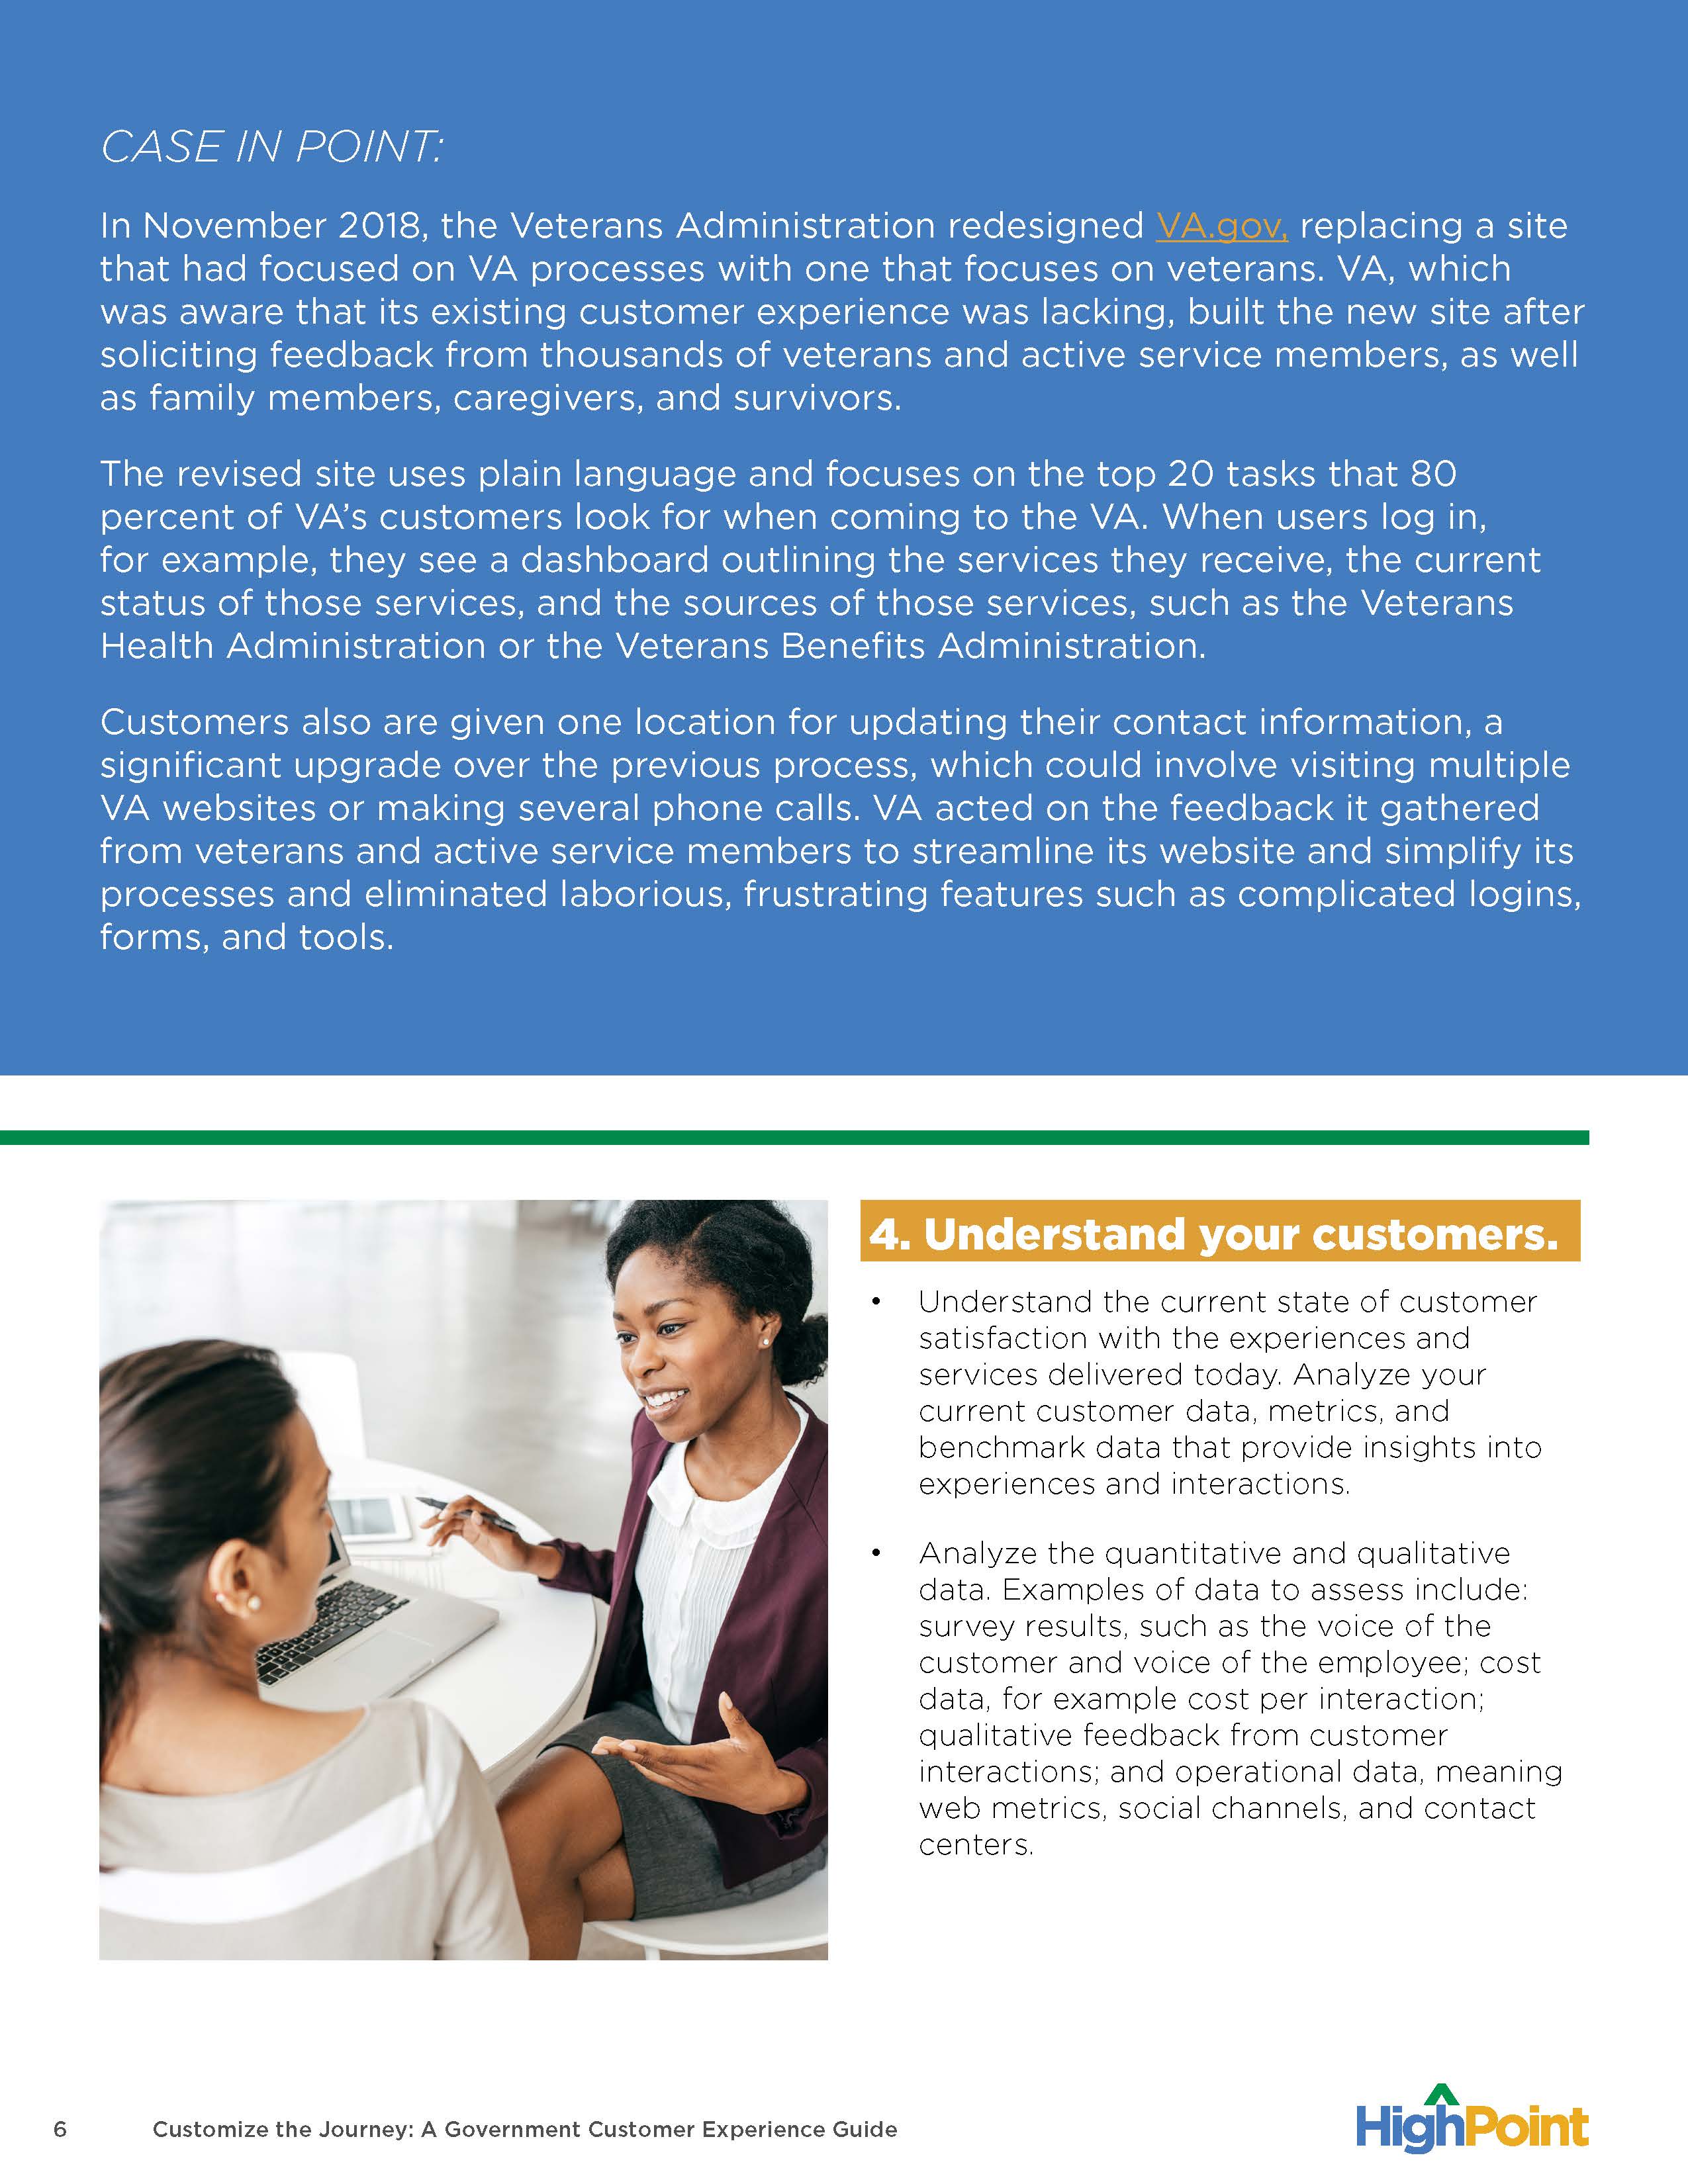 CASE IN POINT:
In November 2018, the Veterans Administration redesigned VA.gov, replacing a site
that had focused on VA processes with one that focuses on veterans. VA, which
was aware that its existing customer experience was lacking, built the new site after
soliciting feedback from thousands of veterans and active service members, as well
as family members, caregivers, and survivors.
The revised site uses plain language and focuses on the top 20 tasks that 80
percent of VA’s customers look for when coming to the VA. When users log in,
for example, they see a dashboard outlining the services they receive, the current
status of those services, and the sources of those services, such as the Veterans
Health Administration or the Veterans Benefits Administration.
Customers also are given one location for updating their contact information, a
significant upgrade over the previous process, which could involve visiting multiple
VA websites or making several phone calls. VA acted on the feedback it gathered
from veterans and active service members to streamline its website and simplify its
processes and eliminated laborious, frustrating features such as complicated logins,
forms, and tools.
4. Understand your customers.
• Understand the current state of customer
satisfaction with the experiences and
services delivered today. Analyze your
current customer data, metrics, and
benchmark data that provide insights into
experiences and interactions.
• Analyze the quantitative and qualitative
data. Examples of data to assess include:
survey results, such as the voice of the
customer and voice of the employee; cost
data, for example cost per interaction;
qualitative feedback from customer
interactions; and operational data, meaning
web metrics, social channels, and contact
centers.
6 Customize the Journey: A Government Customer Experience Guide
HighPoint